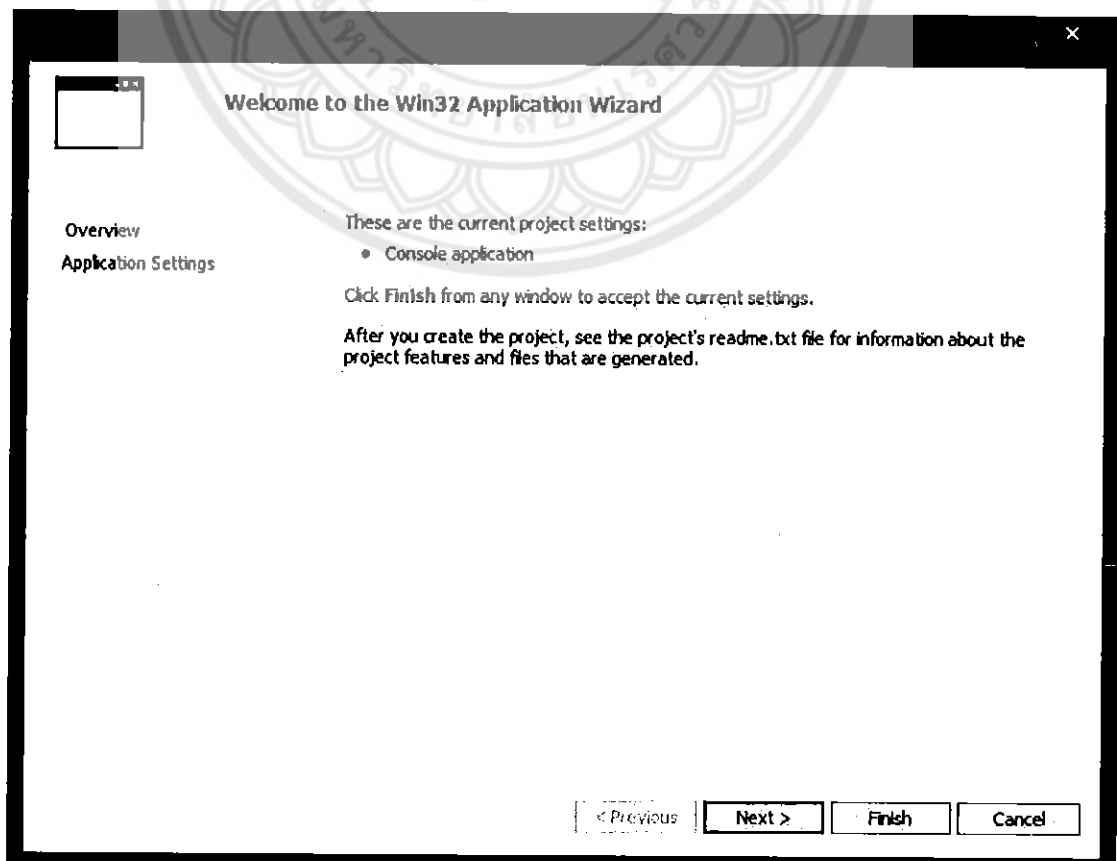 Welcome to the Win32 Application Wizard
Overview
Application Settings
These are the current project settings:
• Console application
Click Finish from any window to accept the current settings.
After you create the project, see the project's readme.txt file for information about the
project features and files that are generated.
< Previous
Next >
Finish
Cancel